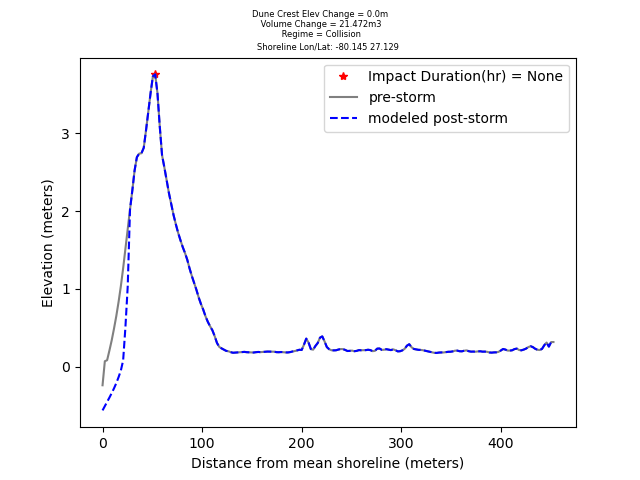 Dune Crest Elev Change = 0.0m
Volume Change = 21.472m3
Regime = Collision
Shoreline Lon/Lat: -80.145 27.129
Impact Duration(hr) = None
pre-storm
modeled post-storm
3
2
1
0
Elevation (meters)
0 100 200 300 400
Distance from mean shoreline (meters)